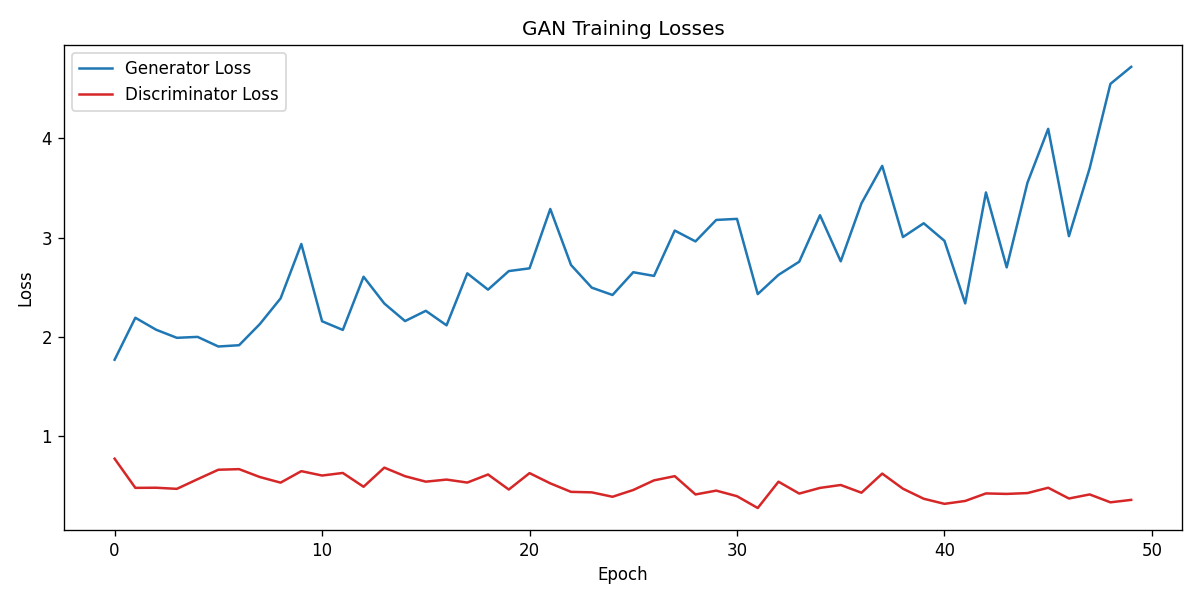 GAN Training Losses
Generator Loss
Discriminator Loss
Loss
4
3
2
1
0 10 20 30 40 50
Epoch